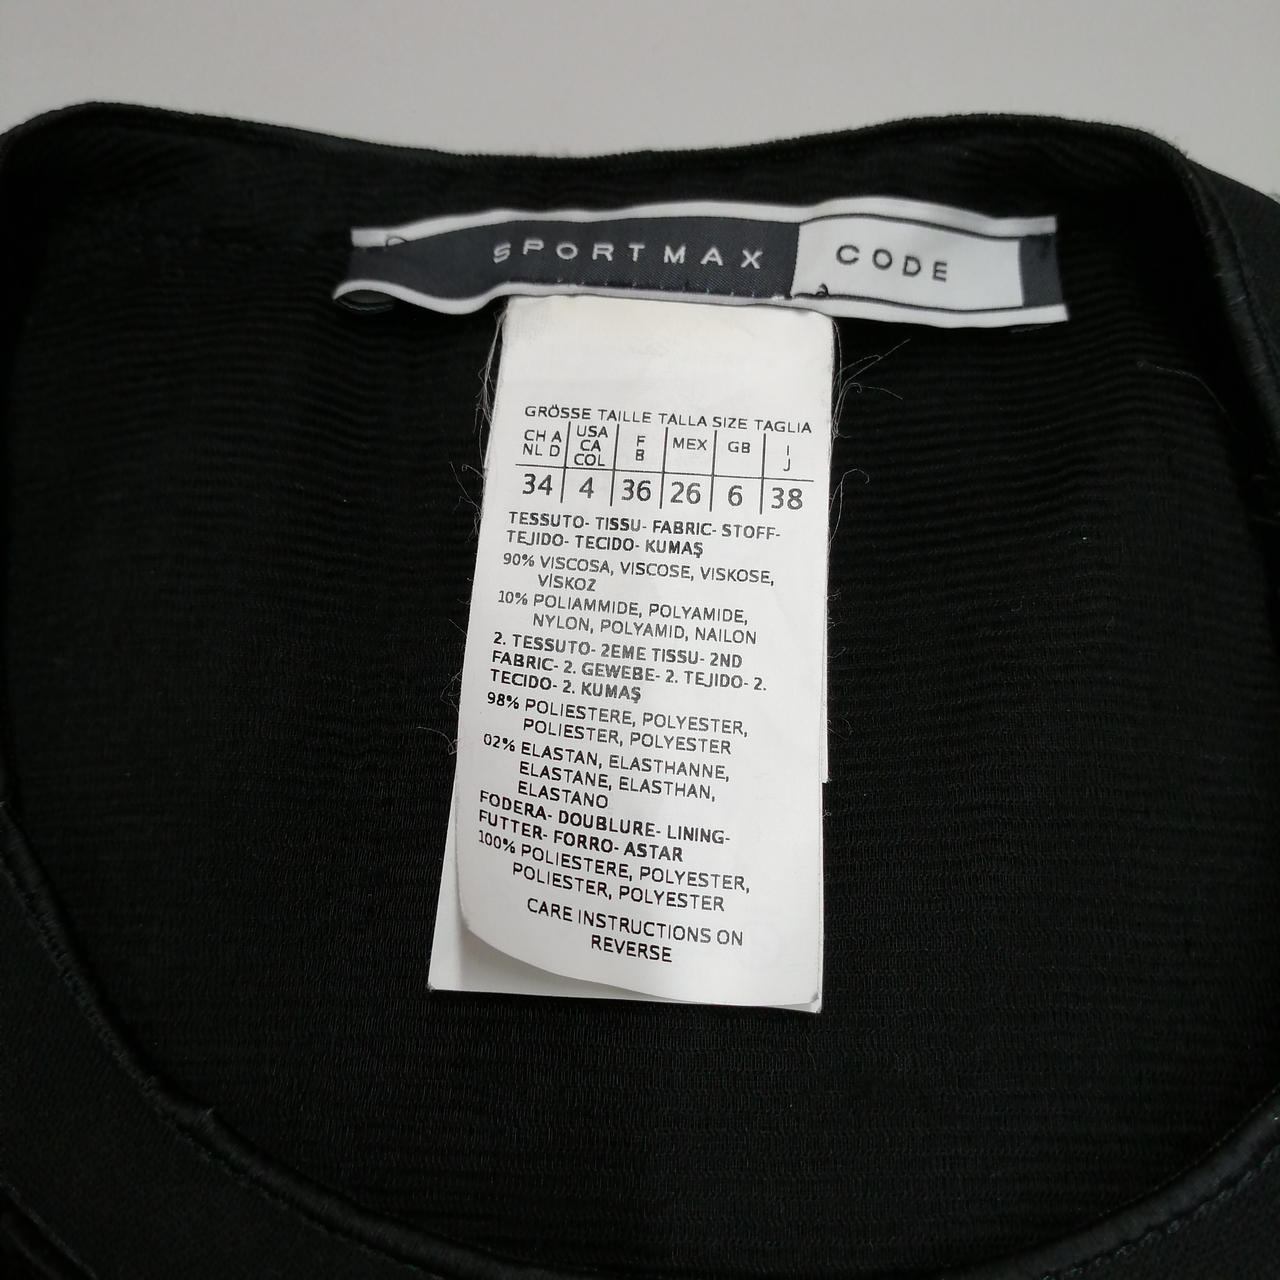 SPORTMAX CODE
GRÖSSE TAILLE TALLA SIZE TAGLIA
CH A NL D USA CA COL F B MEX GB I J
34 4 36 26 6 38
TESSUTO- TISSU- FABRIC- STOFF-
TEJIDO- TECIDO- KUMAŞ
90% VISCOSA, VISCOSE, VISKOSE,
VİSKOZ
10% POLIAMMIDE, POLYAMIDE,
NYLON, POLYAMID, NAILON
2. TESSUTO- 2EME TISSU- 2ND
FABRIC- 2. GEWEBE- 2. TEJIDO- 2.
TECIDO- 2. KUMAŞ
98% POLIESTERE, POLYESTER,
POLIESTER, POLYESTER
02% ELASTAN, ELASTHANNE,
ELASTANE, ELASTHAN,
ELASTANO
FODERA- DOUBLURE- LINING-
FUTTER- FORRO- ASTAR
100% POLIESTERE, POLYESTER,
POLIESTER, POLYESTER
CARE INSTRUCTIONS ON
REVERSE